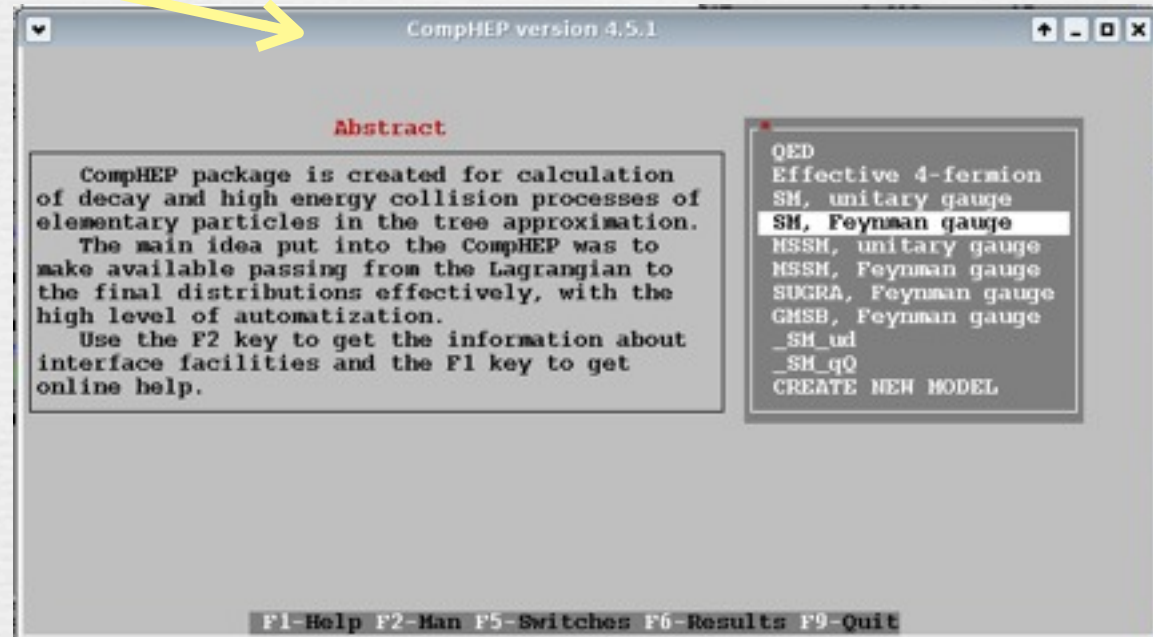 CompHEP version 4.5.1
Abstract
CompHEP package is created for calculation
of decay and high energy collision processes of
elementary particles in the tree approximation.
The main idea put into the CompHEP was to
make available passing from the Lagrangian to
the final distributions effectively, with the
high level of automatization.
Use the F2 key to get the information about
interface facilities and the F1 key to get
online help.
QED
Effective 4-fermion
SM, unitary gauge
SM, Feynman gauge
MSSM, unitary gauge
MSSM, Feynman gauge
SUGRA, Feynman gauge
GMSB, Feynman gauge
_SM_ud
_SM_qQ
CREATE NEW MODEL
F1-Help F2-Man F5-Switches F6-Results F9-Quit